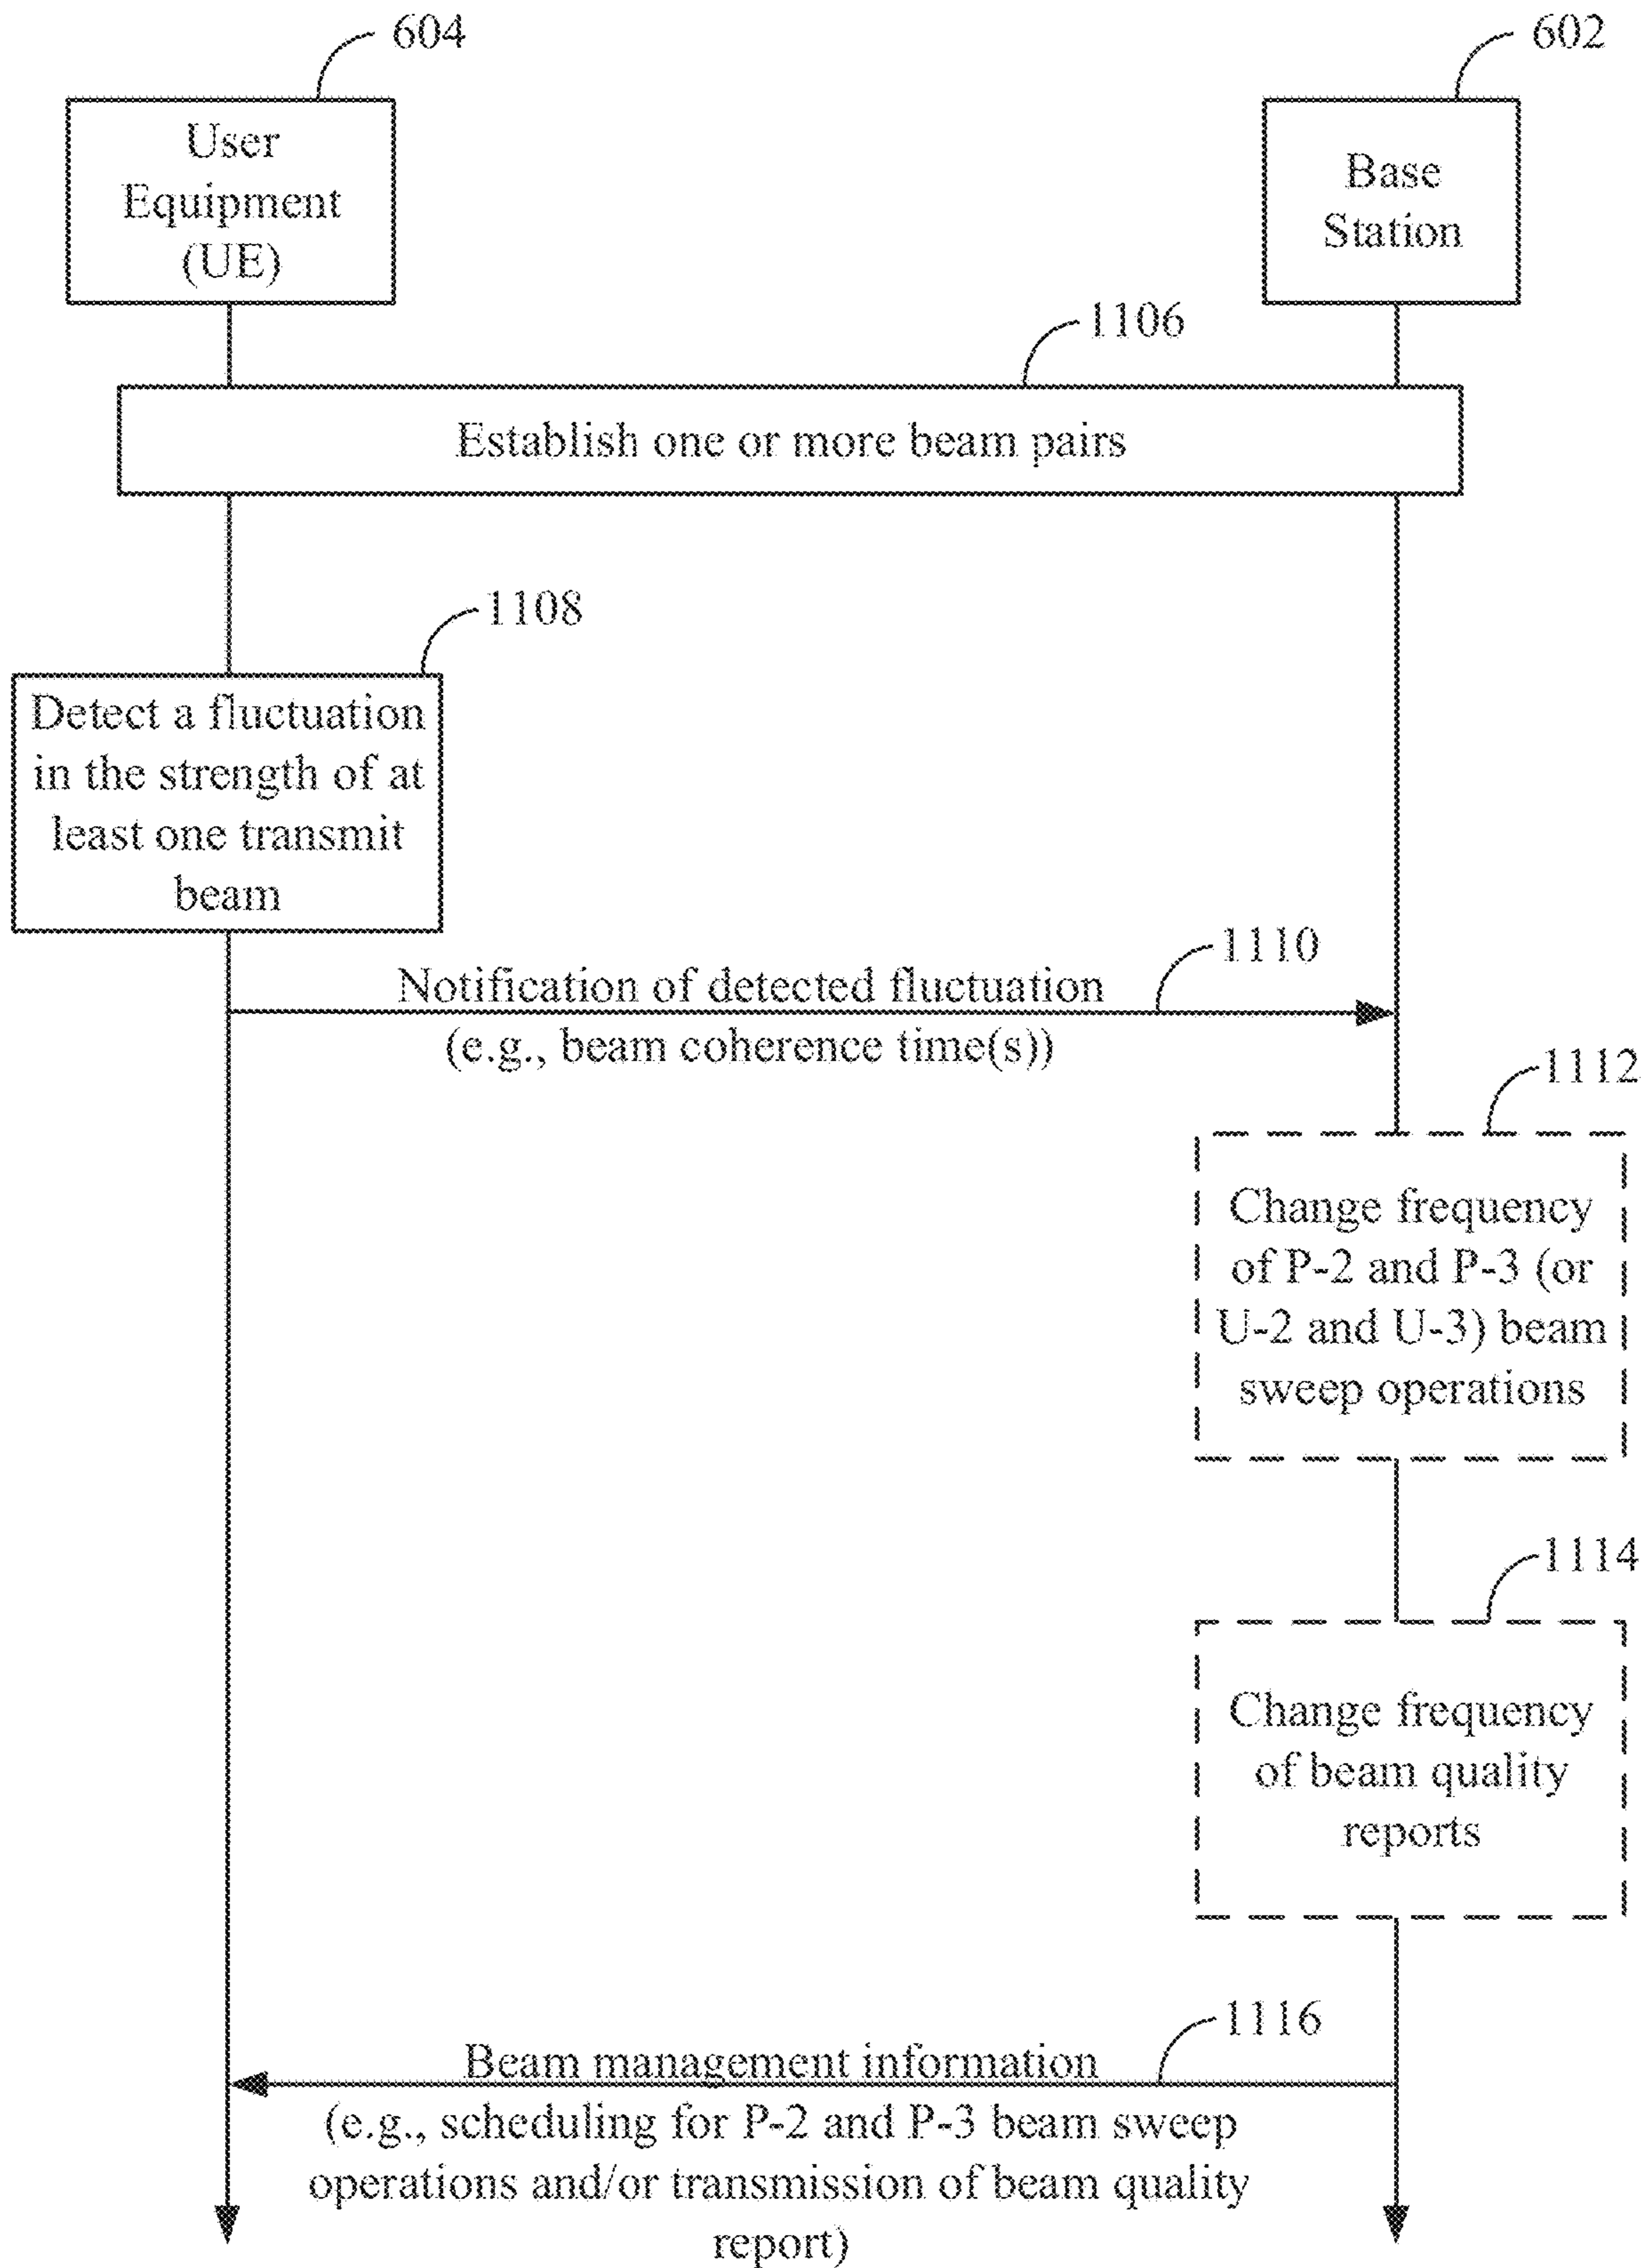 604
602
User
Equipment
(UE)
Base
Station
1106
Establish one or more beam pairs
1108
Detect a fluctuation
in the strength of at
least one transmit
beam
1110
Notification of detected fluctuation
(e.g., beam coherence time(s))
1112
Change frequency
of P-2 and P-3 (or
U-2 and U-3) beam
sweep operations
1114
Change frequency
of beam quality
reports
1116
Beam management information
(e.g., scheduling for P-2 and P-3 beam sweep
operations and/or transmission of beam quality
report)